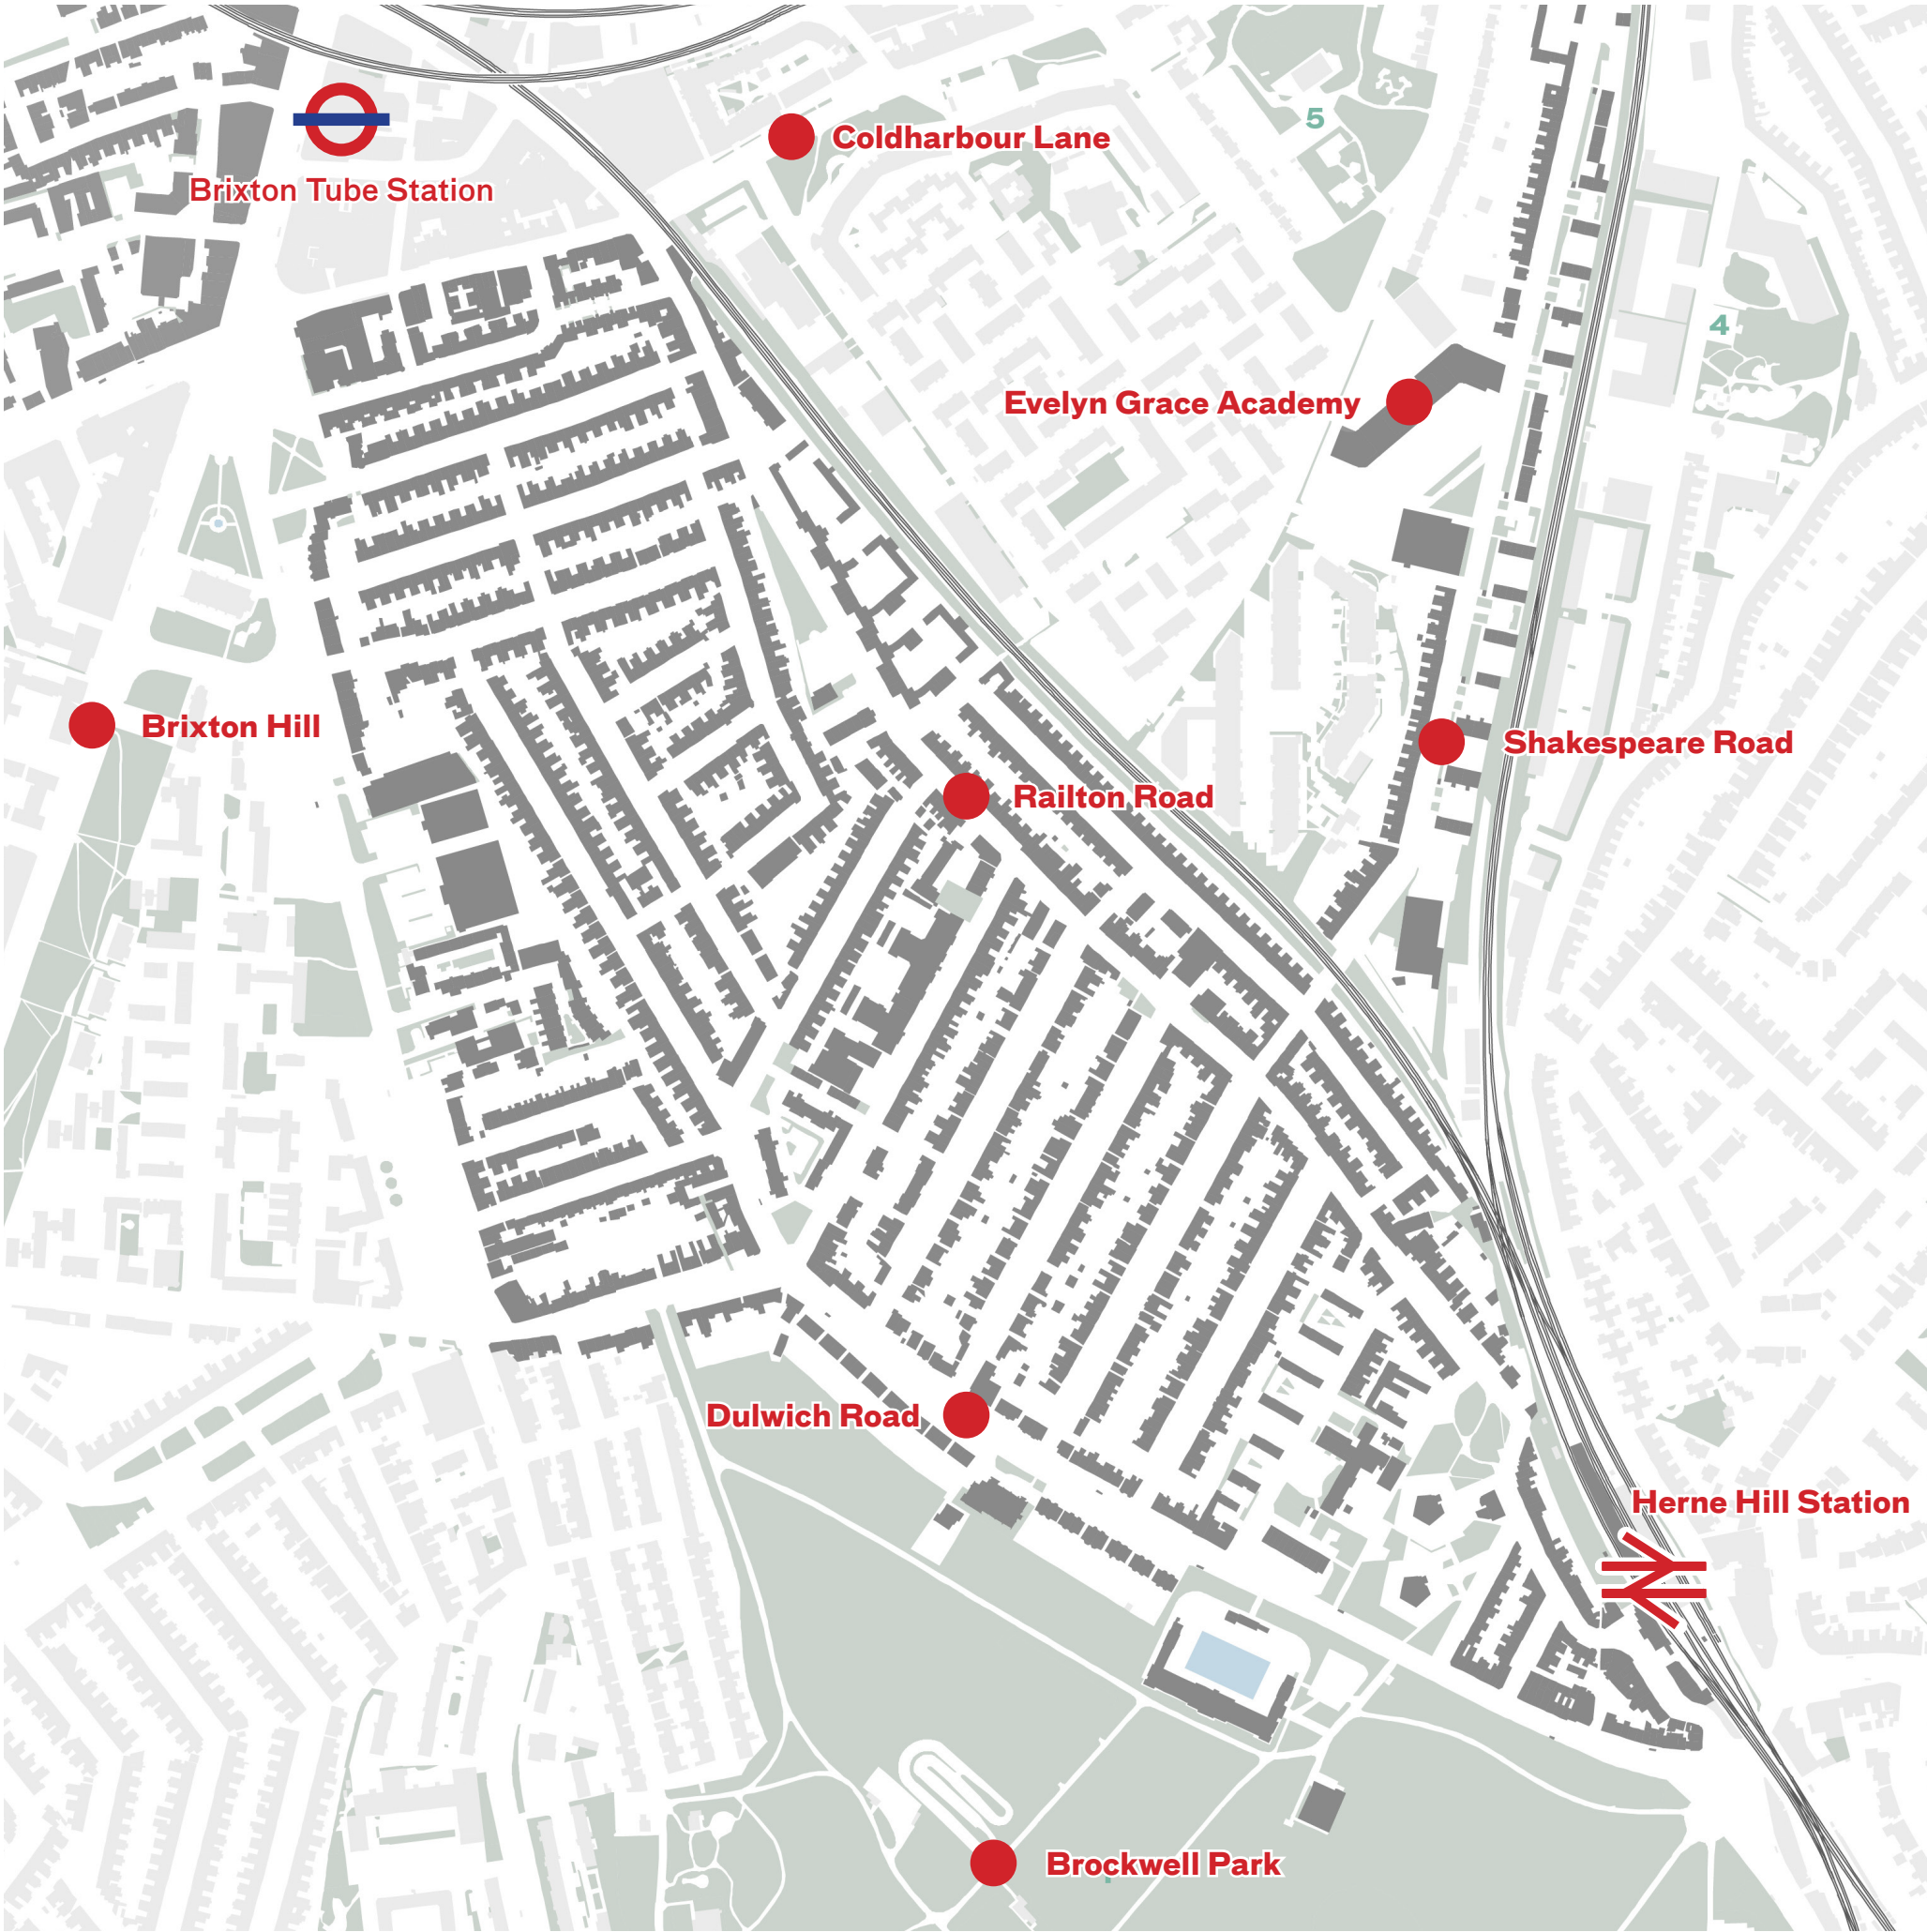 Coldharbour Lane
5
Brixton Tube Station
4
Evelyn Grace Academy
Brixton Hill
Shakespeare Road
Railton Road
Dulwich Road
Herne Hill Station
Brockwell Park